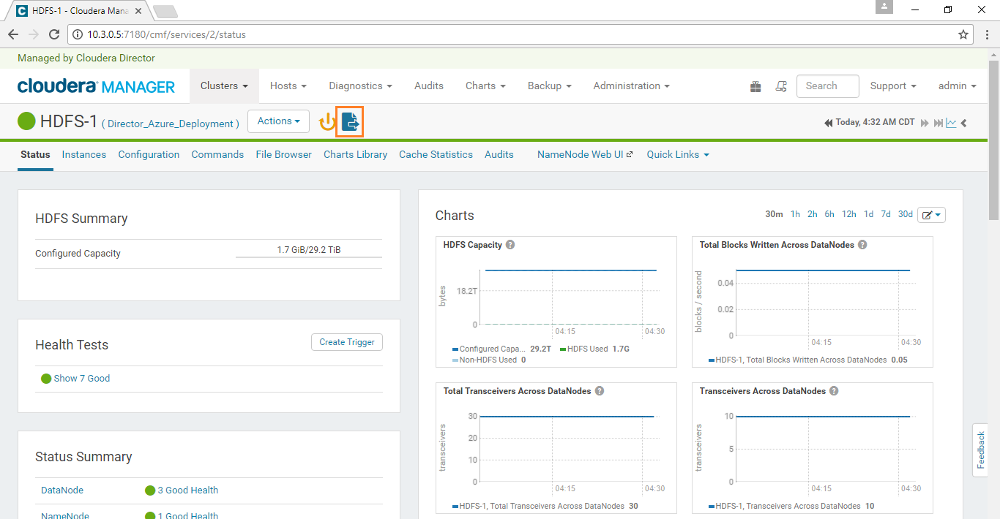 HDFS-1 - Cloudera Mana
10.3.0.5:7180/cmf/services/2/status
Managed by Cloudera Director
cloudera MANAGER Clusters Hosts Diagnostics Audits Charts Backup Administration Search Support admin
HDFS-1 ( Director_Azure_Deployment ) Actions Today, 4:32 AM CDT
Status Instances Configuration Commands File Browser Charts Library Cache Statistics Audits NameNode Web UI Quick Links
HDFS Summary
Configured Capacity 1.7 GiB/29.2 TiB
Health Tests Create Trigger
Show 7 Good
Status Summary
DataNode 3 Good Health
NameNode 1 Good Health
Charts 30m 1h 2h 6h 12h 1d 7d 30d
HDFS Capacity
bytes
18.2T
0
04:15 04:30
Configured Capa... 29.2T HDFS Used 1.7G
Non-HDFS Used 0
Total Blocks Written Across DataNodes
blocks / second
0.04
0.02
0
04:15 04:30
HDFS-1, Total Blocks Written Across DataNodes 0.05
Total Transceivers Across DataNodes
transceivers
30
20
10
0
04:15 04:30
HDFS-1, Total Transceivers Across DataNodes 30
Transceivers Across DataNodes
transceivers
10
5
0
04:15 04:30
HDFS-1, Transceivers Across DataNodes 10
Feedback